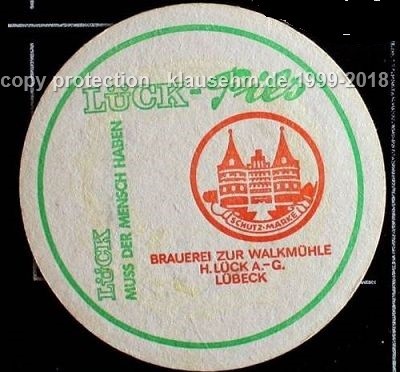 copy protection klausehm.de 1999-2018
LÜCK-Pils
LÜCK
MUSS DER MENSCH HABEN
SCHUTZ-MARKE
BRAUEREI ZUR WALKMÜHLE
H.LÜCK A.-G.
LÜBECK